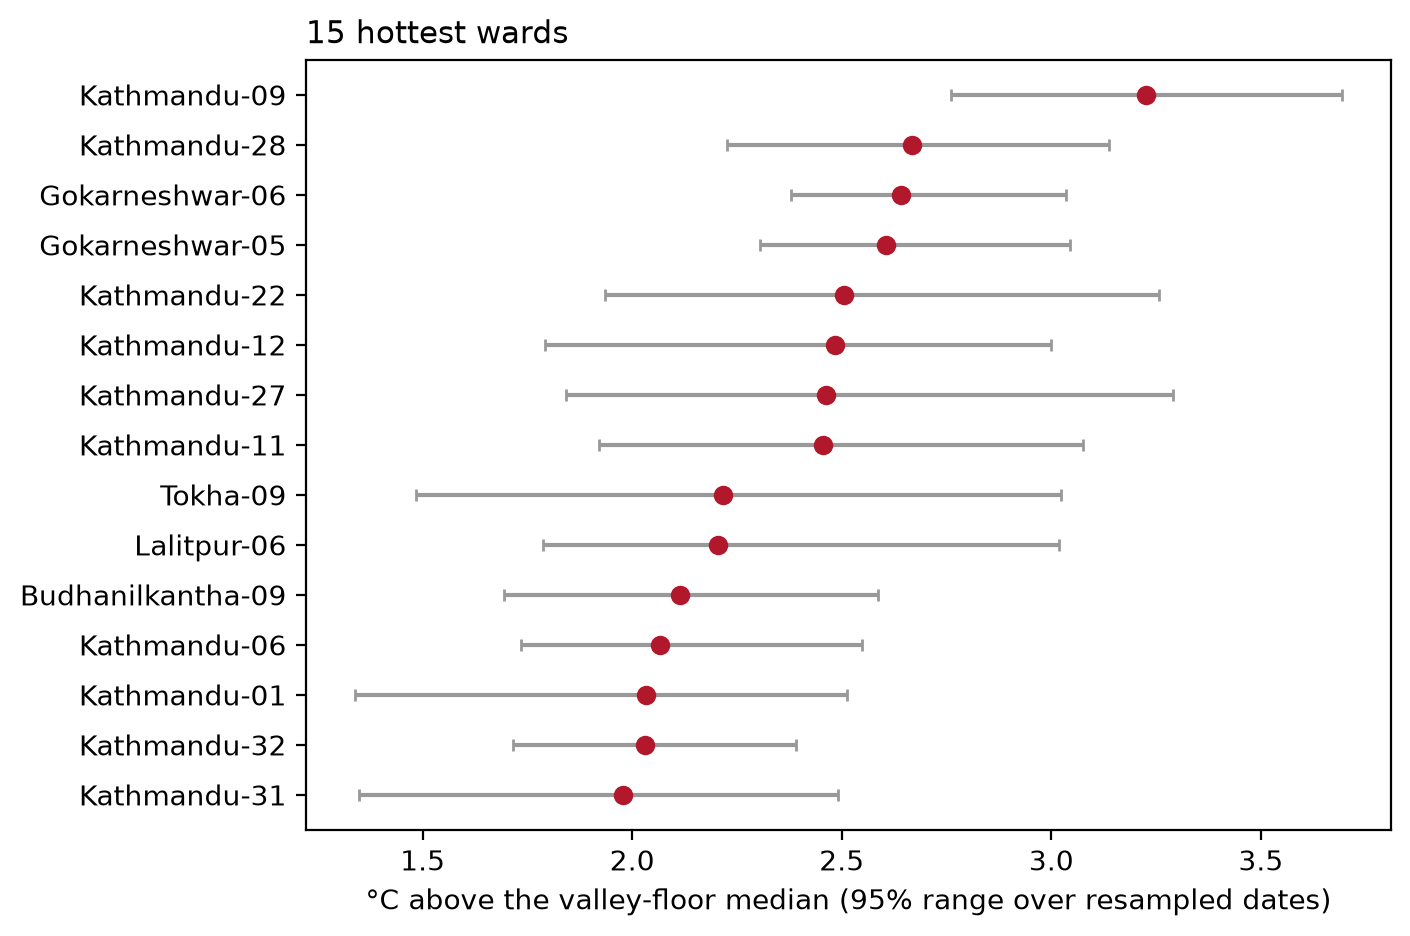 15 hottest wards
Kathmandu-09
Kathmandu-28
Gokarneshwar-06
Gokarneshwar-05
Kathmandu-22
Kathmandu-12
Kathmandu-27
Kathmandu-11
Tokha-09
Lalitpur-06
Budhanilkantha-09
Kathmandu-06
Kathmandu-01
Kathmandu-32
Kathmandu-31
1.5 2.0 2.5 3.0 3.5
°C above the valley-floor median (95% range over resampled dates)